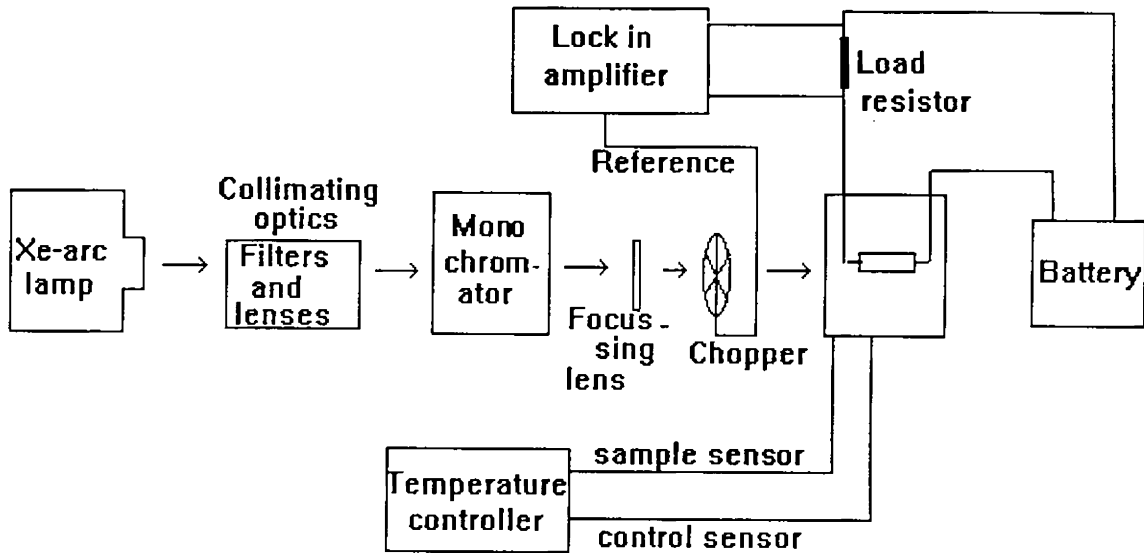 Lock in
amplifier
Load
resistor
Reference
Collimating
optics
Xe-arc
lamp
Filters
and
lenses
Mono
chrom-
ator
Focus-
sing
lens
Chopper
Battery
Temperature
controller
sample sensor
control sensor